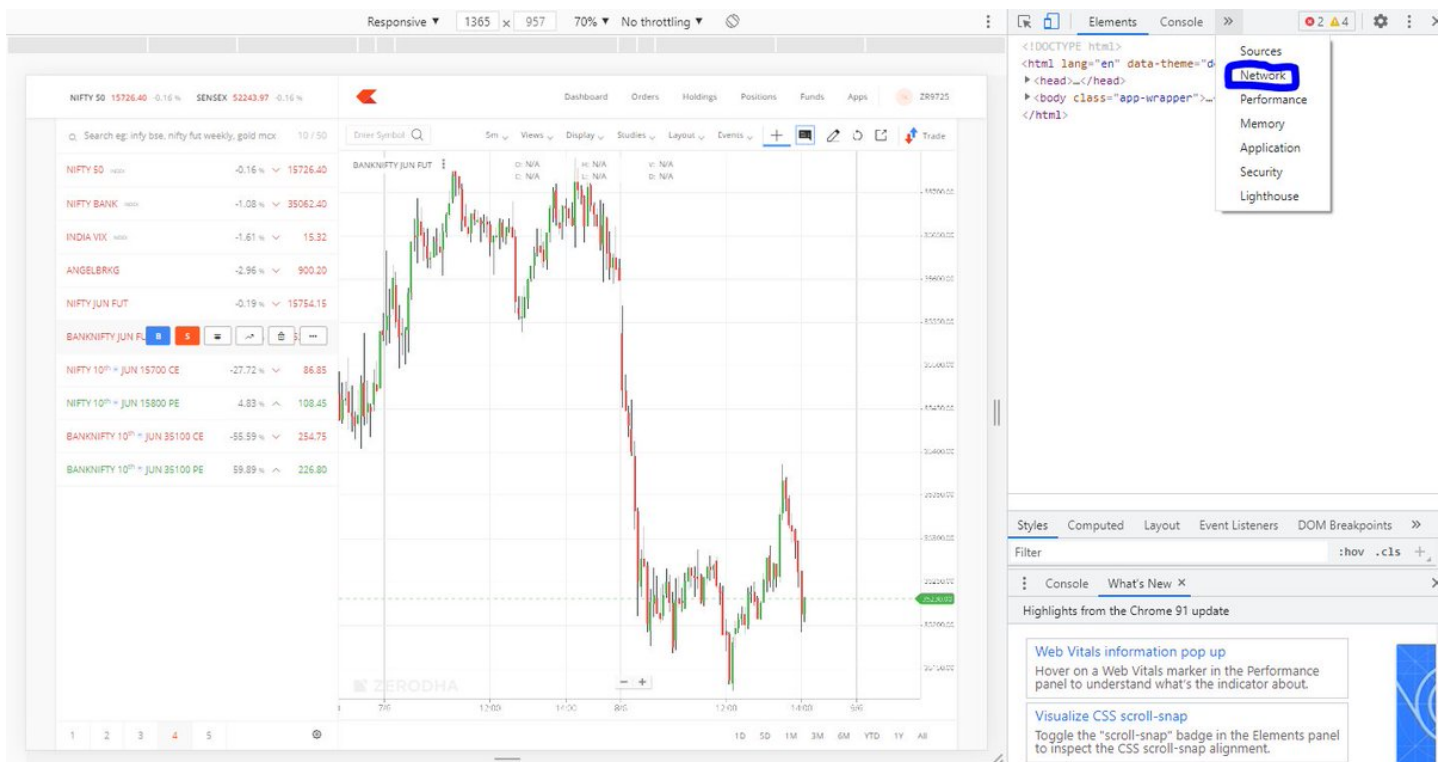 Responsive ▼ 1365 x 957 70% ▼ No throttling ▼
Elements Console » 2 4
NIFTY 50 15726.40 -0.16 % SENSEX 52243.97 -0.16 %
Dashboard Orders Holdings Positions Funds Apps ZR9725
Search eg: infy bse, nifty fut weekly, gold mcx 10 / 50
NIFTY 50 INDEX -0.16 % 15726.40
NIFTY BANK INDEX -1.08 % 35062.40
INDIA VIX INDEX -1.61 % 15.32
ANGELBRKG -2.96 % 900.20
NIFTY JUN FUT -0.19 % 15754.15
BANKNIFTY JUN FU B S
NIFTY 10th w JUN 15700 CE -27.72 % 86.85
NIFTY 10th w JUN 15800 PE 4.83 % 108.45
BANKNIFTY 10th w JUN 35100 CE -55.59 % 254.75
BANKNIFTY 10th w JUN 35100 PE 59.89 % 226.80
1 2 3 4 5
Enter Symbol 5m Views Display Studies Layout Events Trade
BANKNIFTY JUN FUT O: N/A H: N/A V: N/A
C: N/A L: N/A D: N/A
ZERODHA
7/6 12:00 14:00 8/6 12:00 14:00 9/6
1D 5D 1M 3M 6M YTD 1Y All
<!DOCTYPE html>
<html lang="en" data-theme="d
▶ <head>…</head>
▶ <body class="app-wrapper">…
</html>
Sources
Network
Performance
Memory
Application
Security
Lighthouse
Styles Computed Layout Event Listeners DOM Breakpoints »
Filter :hov .cls +
Console What's New ×
Highlights from the Chrome 91 update
Web Vitals information pop up
Hover on a Web Vitals marker in the Performance
panel to understand what's the indicator about.
Visualize CSS scroll-snap
Toggle the "scroll-snap" badge in the Elements panel
to inspect the CSS scroll-snap alignment.